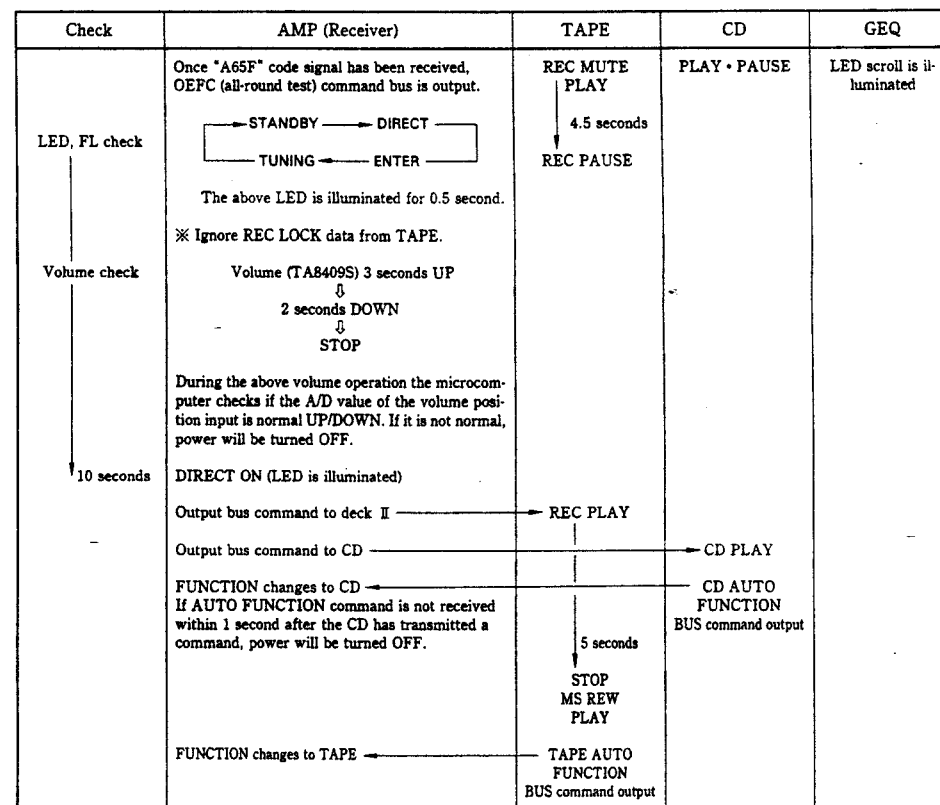 Check
AMP (Receiver)
TAPE
CD
GEQ
Once "A65F" code signal has been received,
OEFC (all-round test) command bus is output.
REC MUTE
PLAY
PLAY • PAUSE
LED scroll is il-
luminated
4.5 seconds
STANDBY
DIRECT
LED, FL check
TUNING
ENTER
REC PAUSE
The above LED is illuminated for 0.5 second.
※ Ignore REC LOCK data from TAPE.
Volume check
Volume (TA8409S) 3 seconds UP
⇩
2 seconds DOWN
⇩
STOP
During the above volume operation the microcom-
puter checks if the A/D value of the volume posi-
tion input is normal UP/DOWN. If it is not normal,
power will be turned OFF.
10 seconds
DIRECT ON (LED is illuminated)
Output bus command to deck II
REC PLAY
Output bus command to CD
CD PLAY
FUNCTION changes to CD
If AUTO FUNCTION command is not received
within 1 second after the CD has transmitted a
command, power will be turned OFF.
CD AUTO
FUNCTION
BUS command output
5 seconds
STOP
MS REW
PLAY
FUNCTION changes to TAPE
TAPE AUTO
FUNCTION
BUS command output